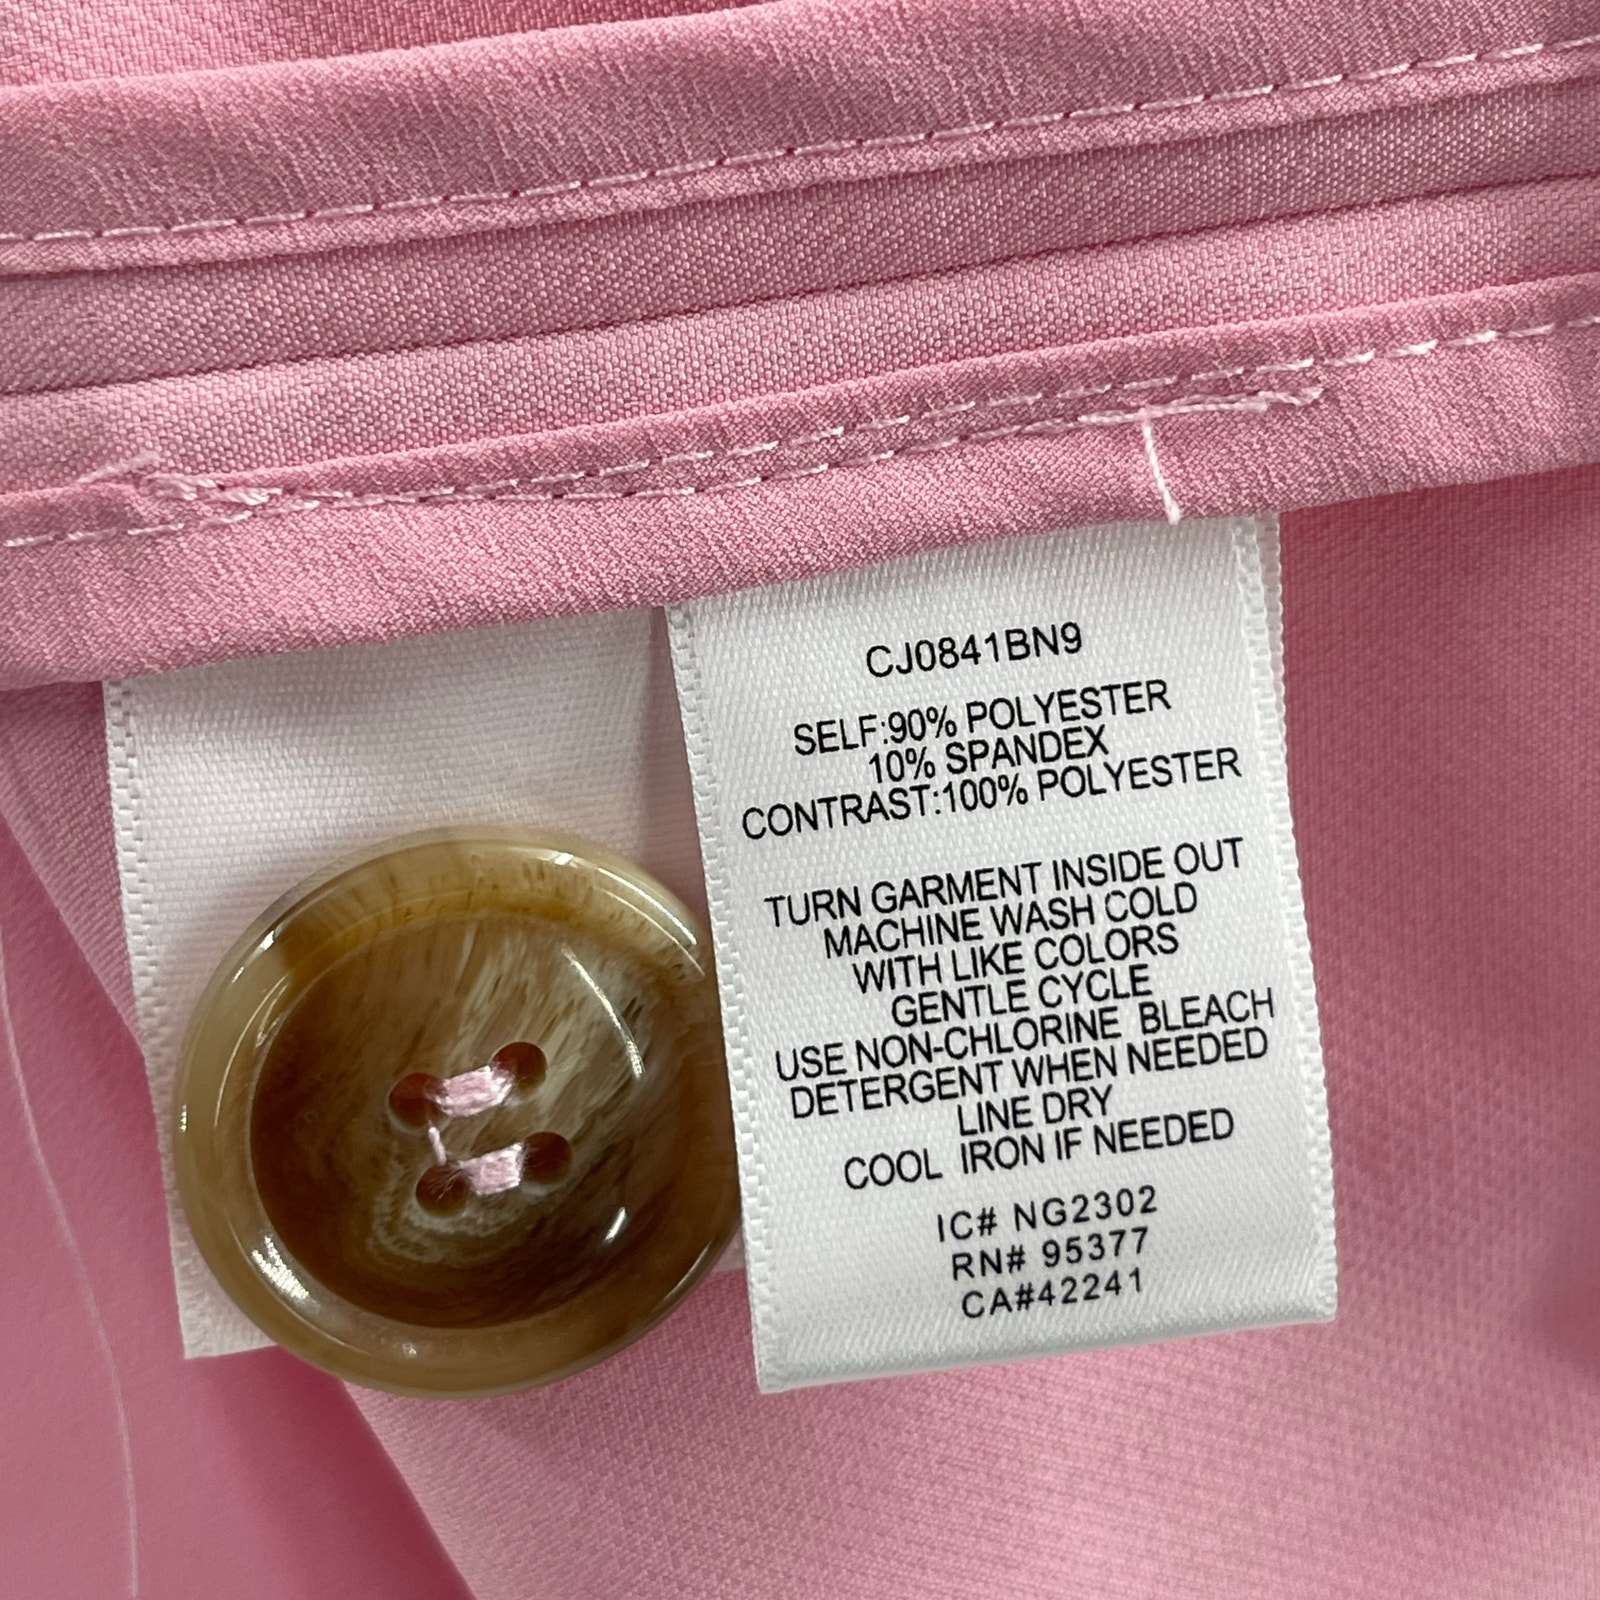 CJ0841BN9
SELF:90% POLYESTER
10% SPANDEX
CONTRAST:100% POLYESTER
TURN GARMENT INSIDE OUT
MACHINE WASH COLD
WITH LIKE COLORS
GENTLE CYCLE
USE NON-CHLORINE BLEACH
DETERGENT WHEN NEEDED
LINE DRY
COOL IRON IF NEEDED
IC# NG2302
RN# 95377
CA#42241